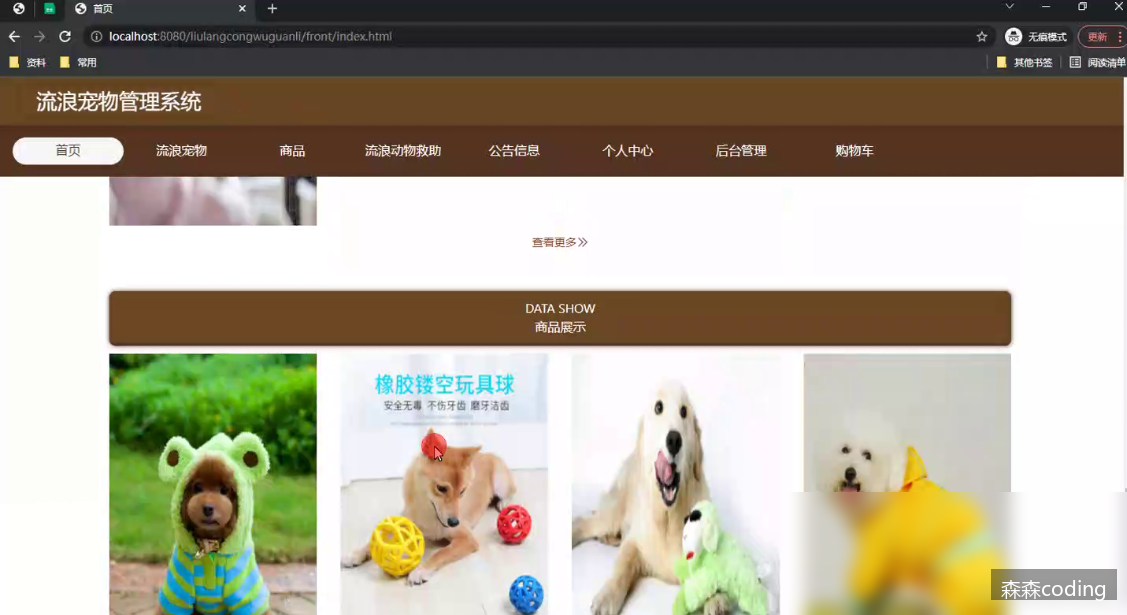 首页
localhost:8080/liulangcongwuguanli/front/index.html
无痕模式
更新
资料
常用
其他书签
阅读清单
流浪宠物管理系统
首页 流浪宠物 商品 流浪动物救助 公告信息 个人中心 后台管理 购物车
查看更多
DATA SHOW
商品展示
橡胶镂空玩具球
安全无毒 不伤牙齿 磨牙洁齿
森森coding